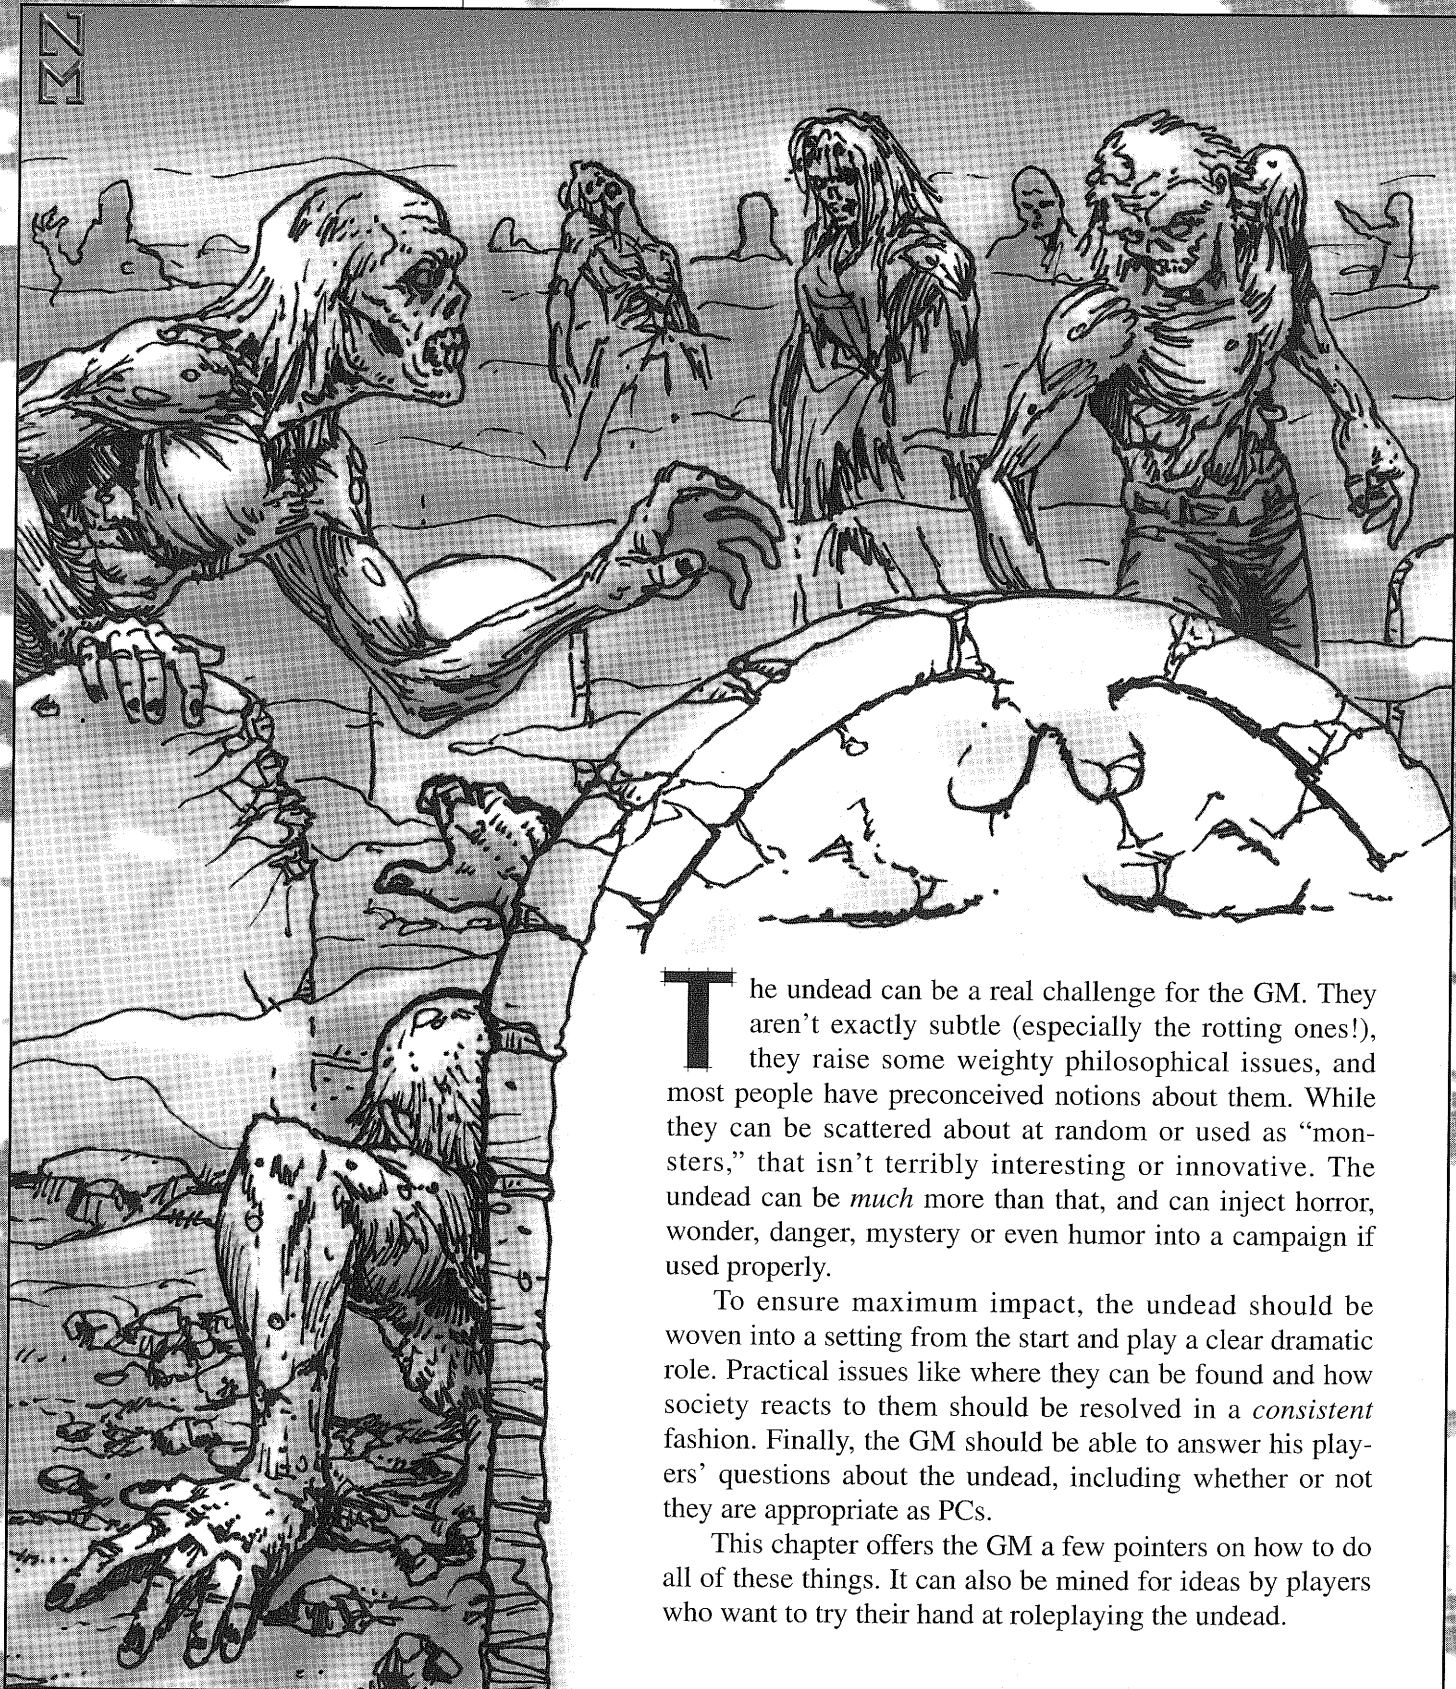 NM
The undead can be a real challenge for the GM. They
aren’t exactly subtle (especially the rotting ones!),
they raise some weighty philosophical issues, and
most people have preconceived notions about them. While
they can be scattered about at random or used as “mon-
sters,” that isn’t terribly interesting or innovative. The
undead can be much more than that, and can inject horror,
wonder, danger, mystery or even humor into a campaign if
used properly.
To ensure maximum impact, the undead should be
woven into a setting from the start and play a clear dramatic
role. Practical issues like where they can be found and how
society reacts to them should be resolved in a consistent
fashion. Finally, the GM should be able to answer his play-
ers’ questions about the undead, including whether or not
they are appropriate as PCs.
This chapter offers the GM a few pointers on how to do
all of these things. It can also be mined for ideas by players
who want to try their hand at roleplaying the undead.